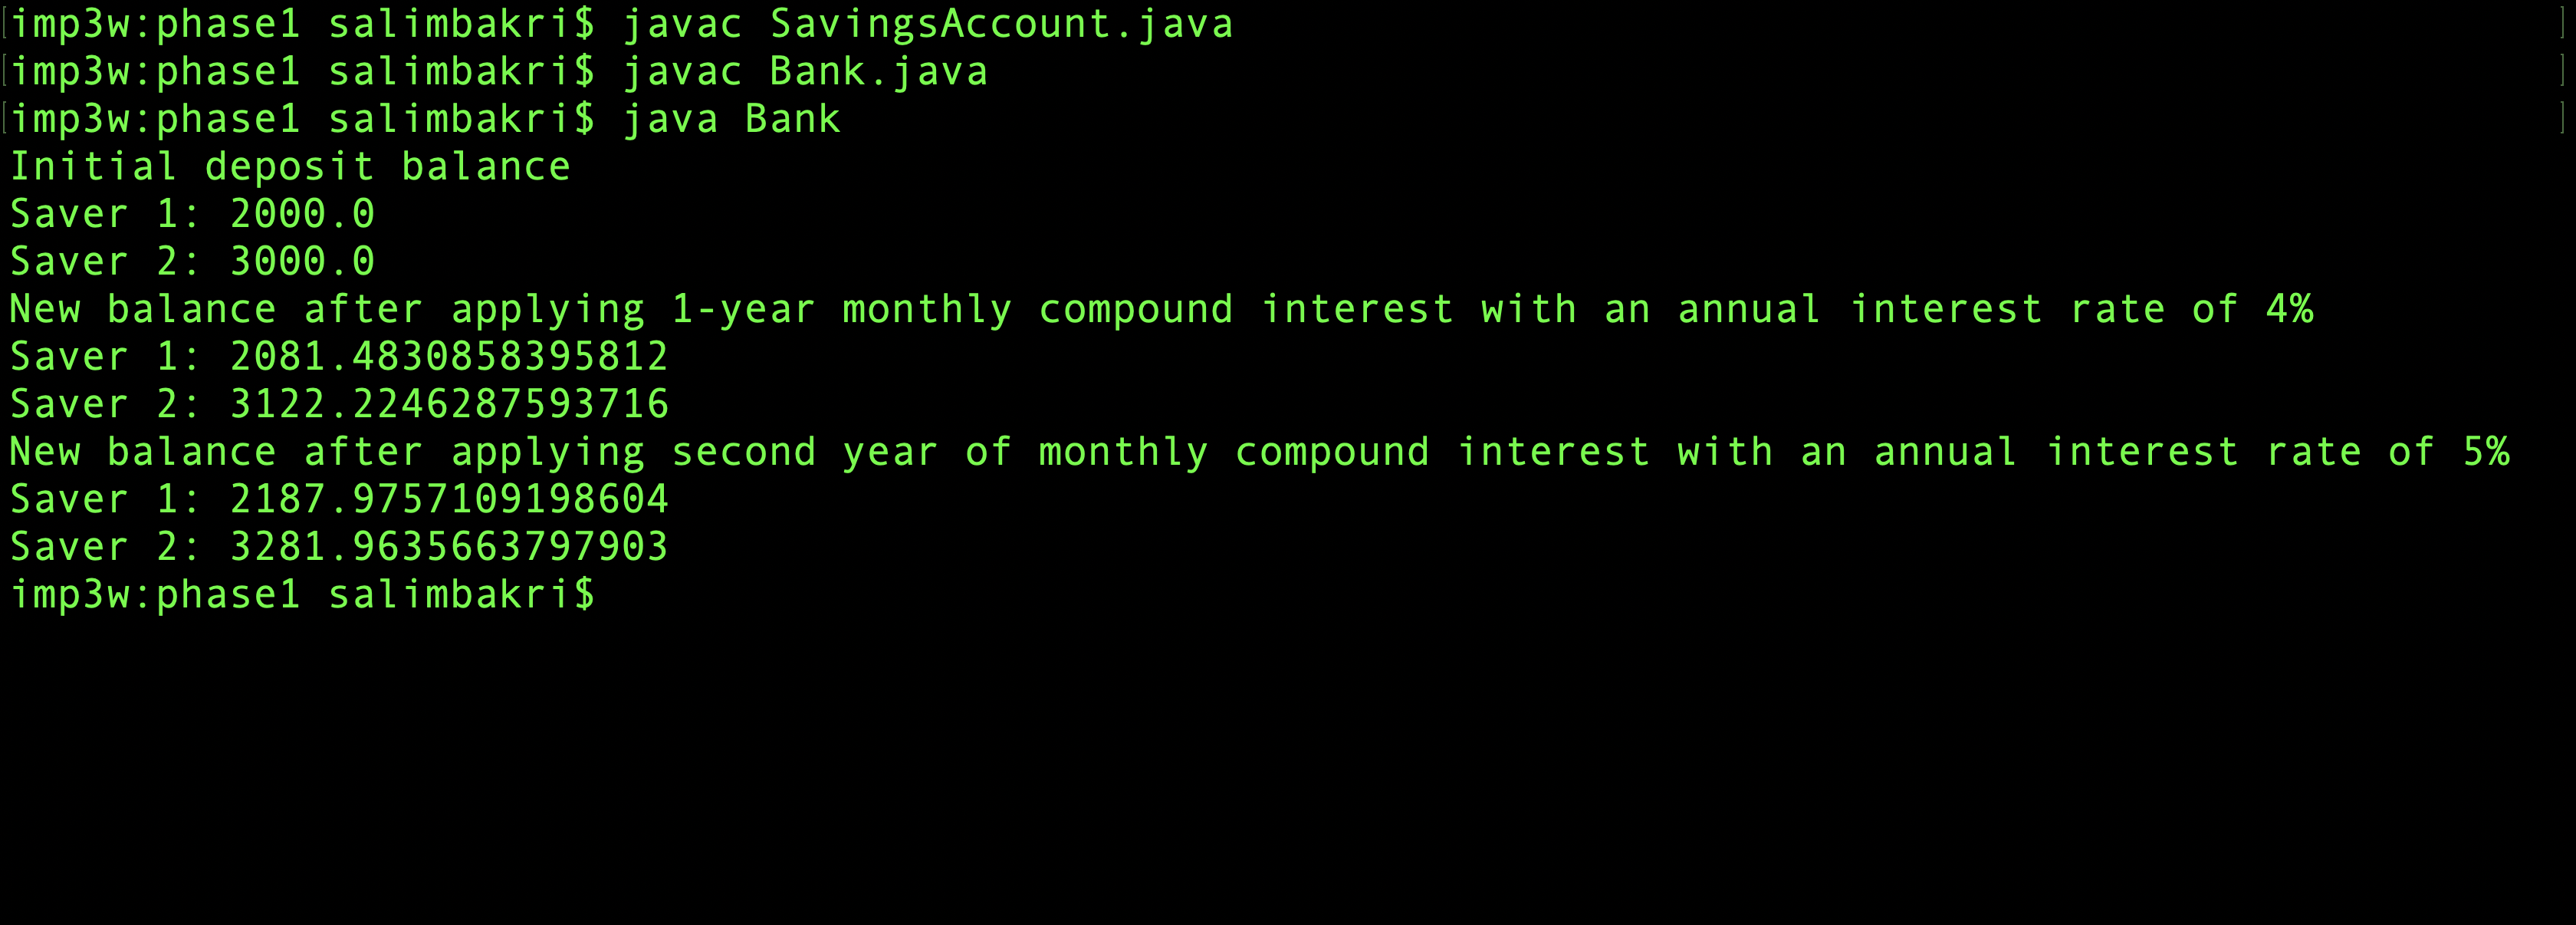 [imp3w:phase1 salimbakri$ javac SavingsAccount.java ]
[imp3w:phase1 salimbakri$ javac Bank.java ]
[imp3w:phase1 salimbakri$ java Bank ]
Initial deposit balance
Saver 1: 2000.0
Saver 2: 3000.0
New balance after applying 1-year monthly compound interest with an annual interest rate of 4%
Saver 1: 2081.4830858395812
Saver 2: 3122.2246287593716
New balance after applying second year of monthly compound interest with an annual interest rate of 5%
Saver 1: 2187.9757109198604
Saver 2: 3281.9635663797903
imp3w:phase1 salimbakri$